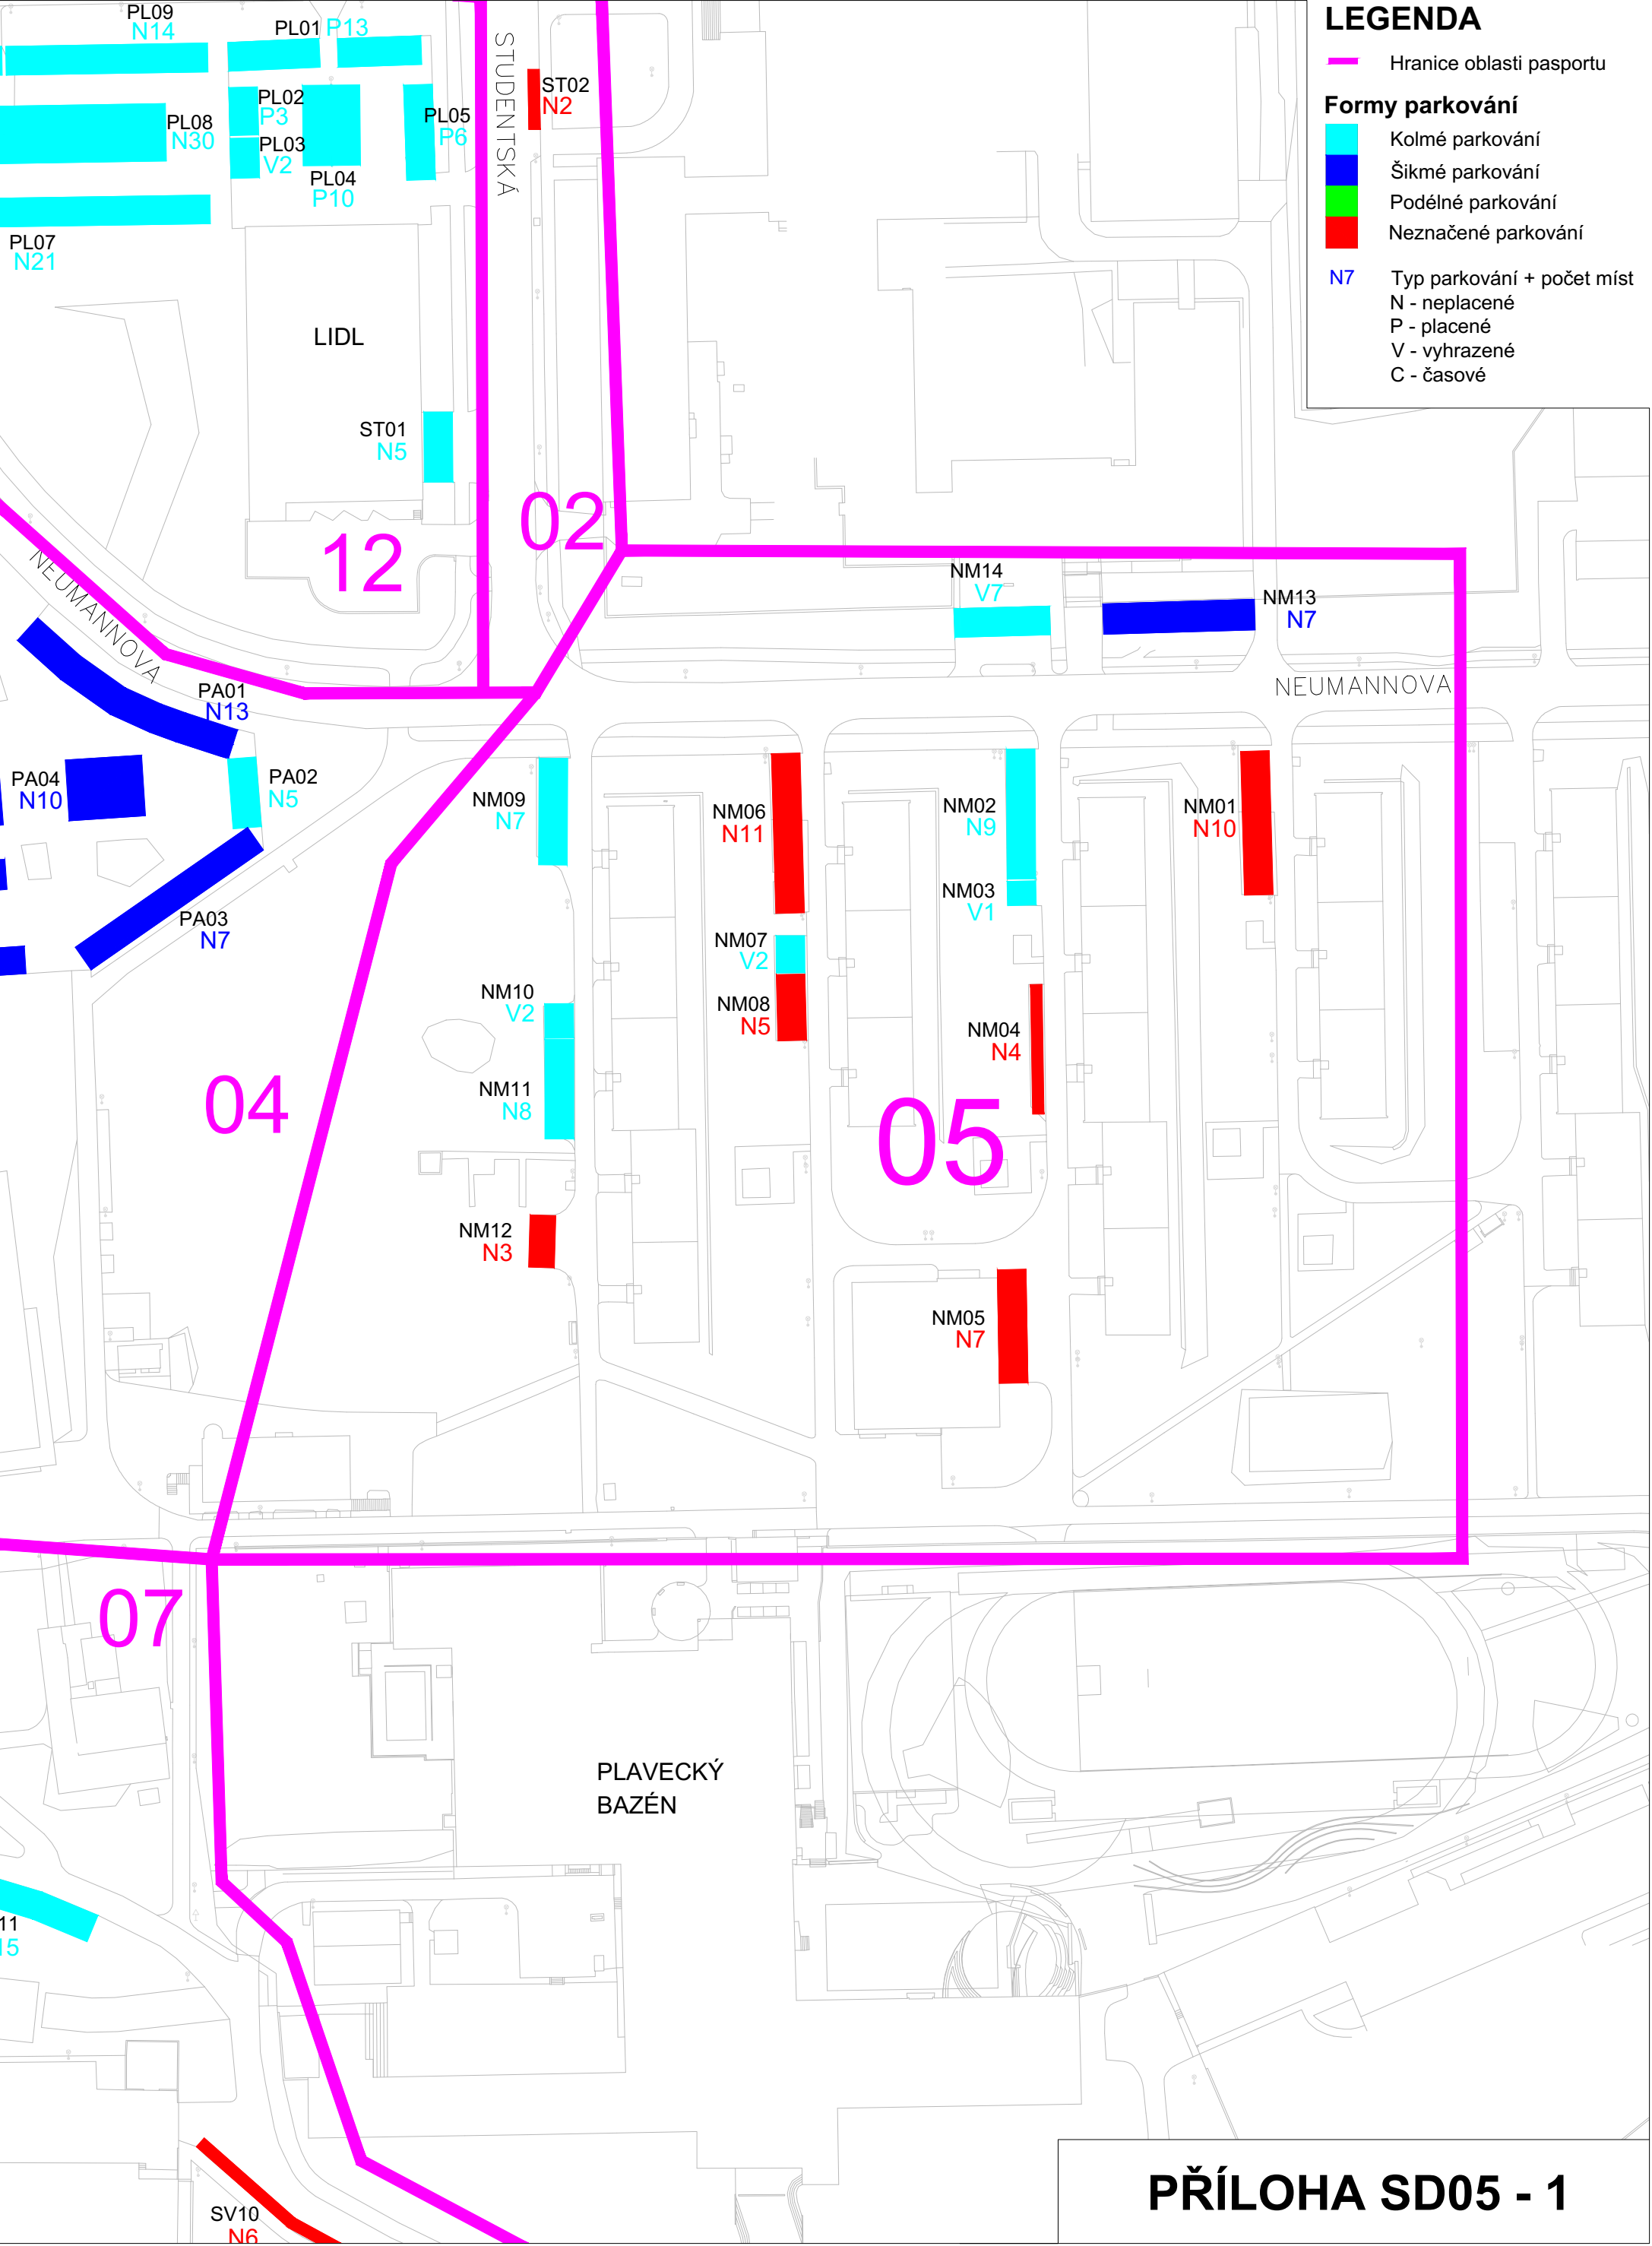 PL09
N14
PL01 P13
PL02
P3
PL03
V2
PL04
P10
PL05
P6
PL08
N30
PL07
N21
STUDENTSKÁ
ST02
N2
LEGENDA
Hranice oblasti pasportu
Formy parkování
Kolmé parkování
Šikmé parkování
Podélné parkování
Neznačené parkování
N7 Typ parkování + počet míst
N - neplacené
P - placené
V - vyhrazené
C - časové
LIDL
ST01
N5
12
02
NEUMANNOVA
NM14
V7
NM13
N7
NEUMANNOVA
PA01
N13
PA04
N10
PA02
N5
PA03
N7
NM09
N7
NM06
N11
NM02
N9
NM01
N10
NM03
V1
NM07
V2
NM08
N5
NM10
V2
NM04
N4
NM11
N8
04
05
NM12
N3
NM05
N7
07
PLAVECKÝ
BAZÉN
11
15
SV10
N6
PŘÍLOHA SD05 - 1